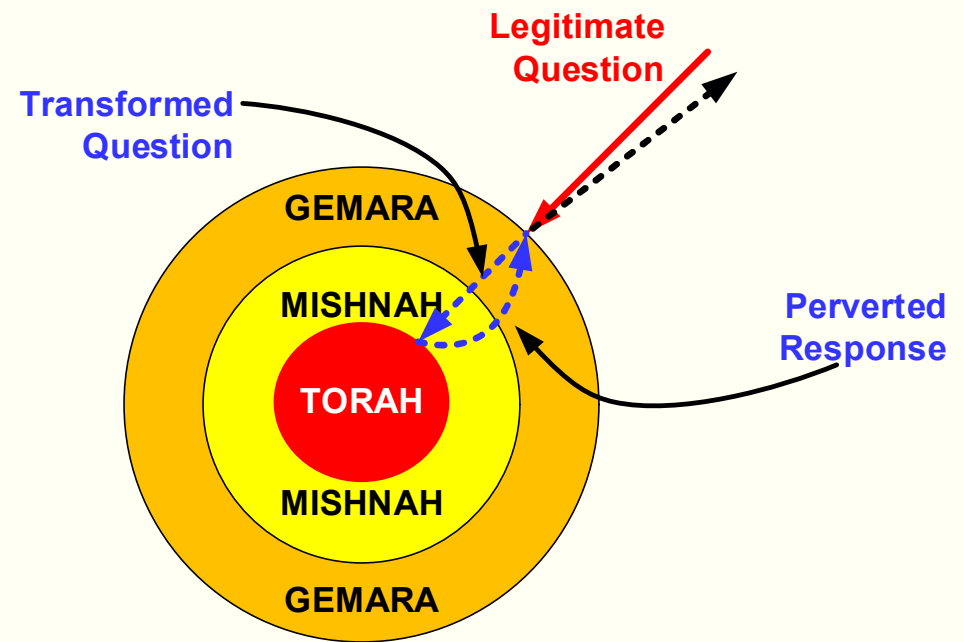 Legitimate
Question
Transformed
Question
GEMARA
MISHNAH
Perverted
Response
TORAH
MISHNAH
GEMARA